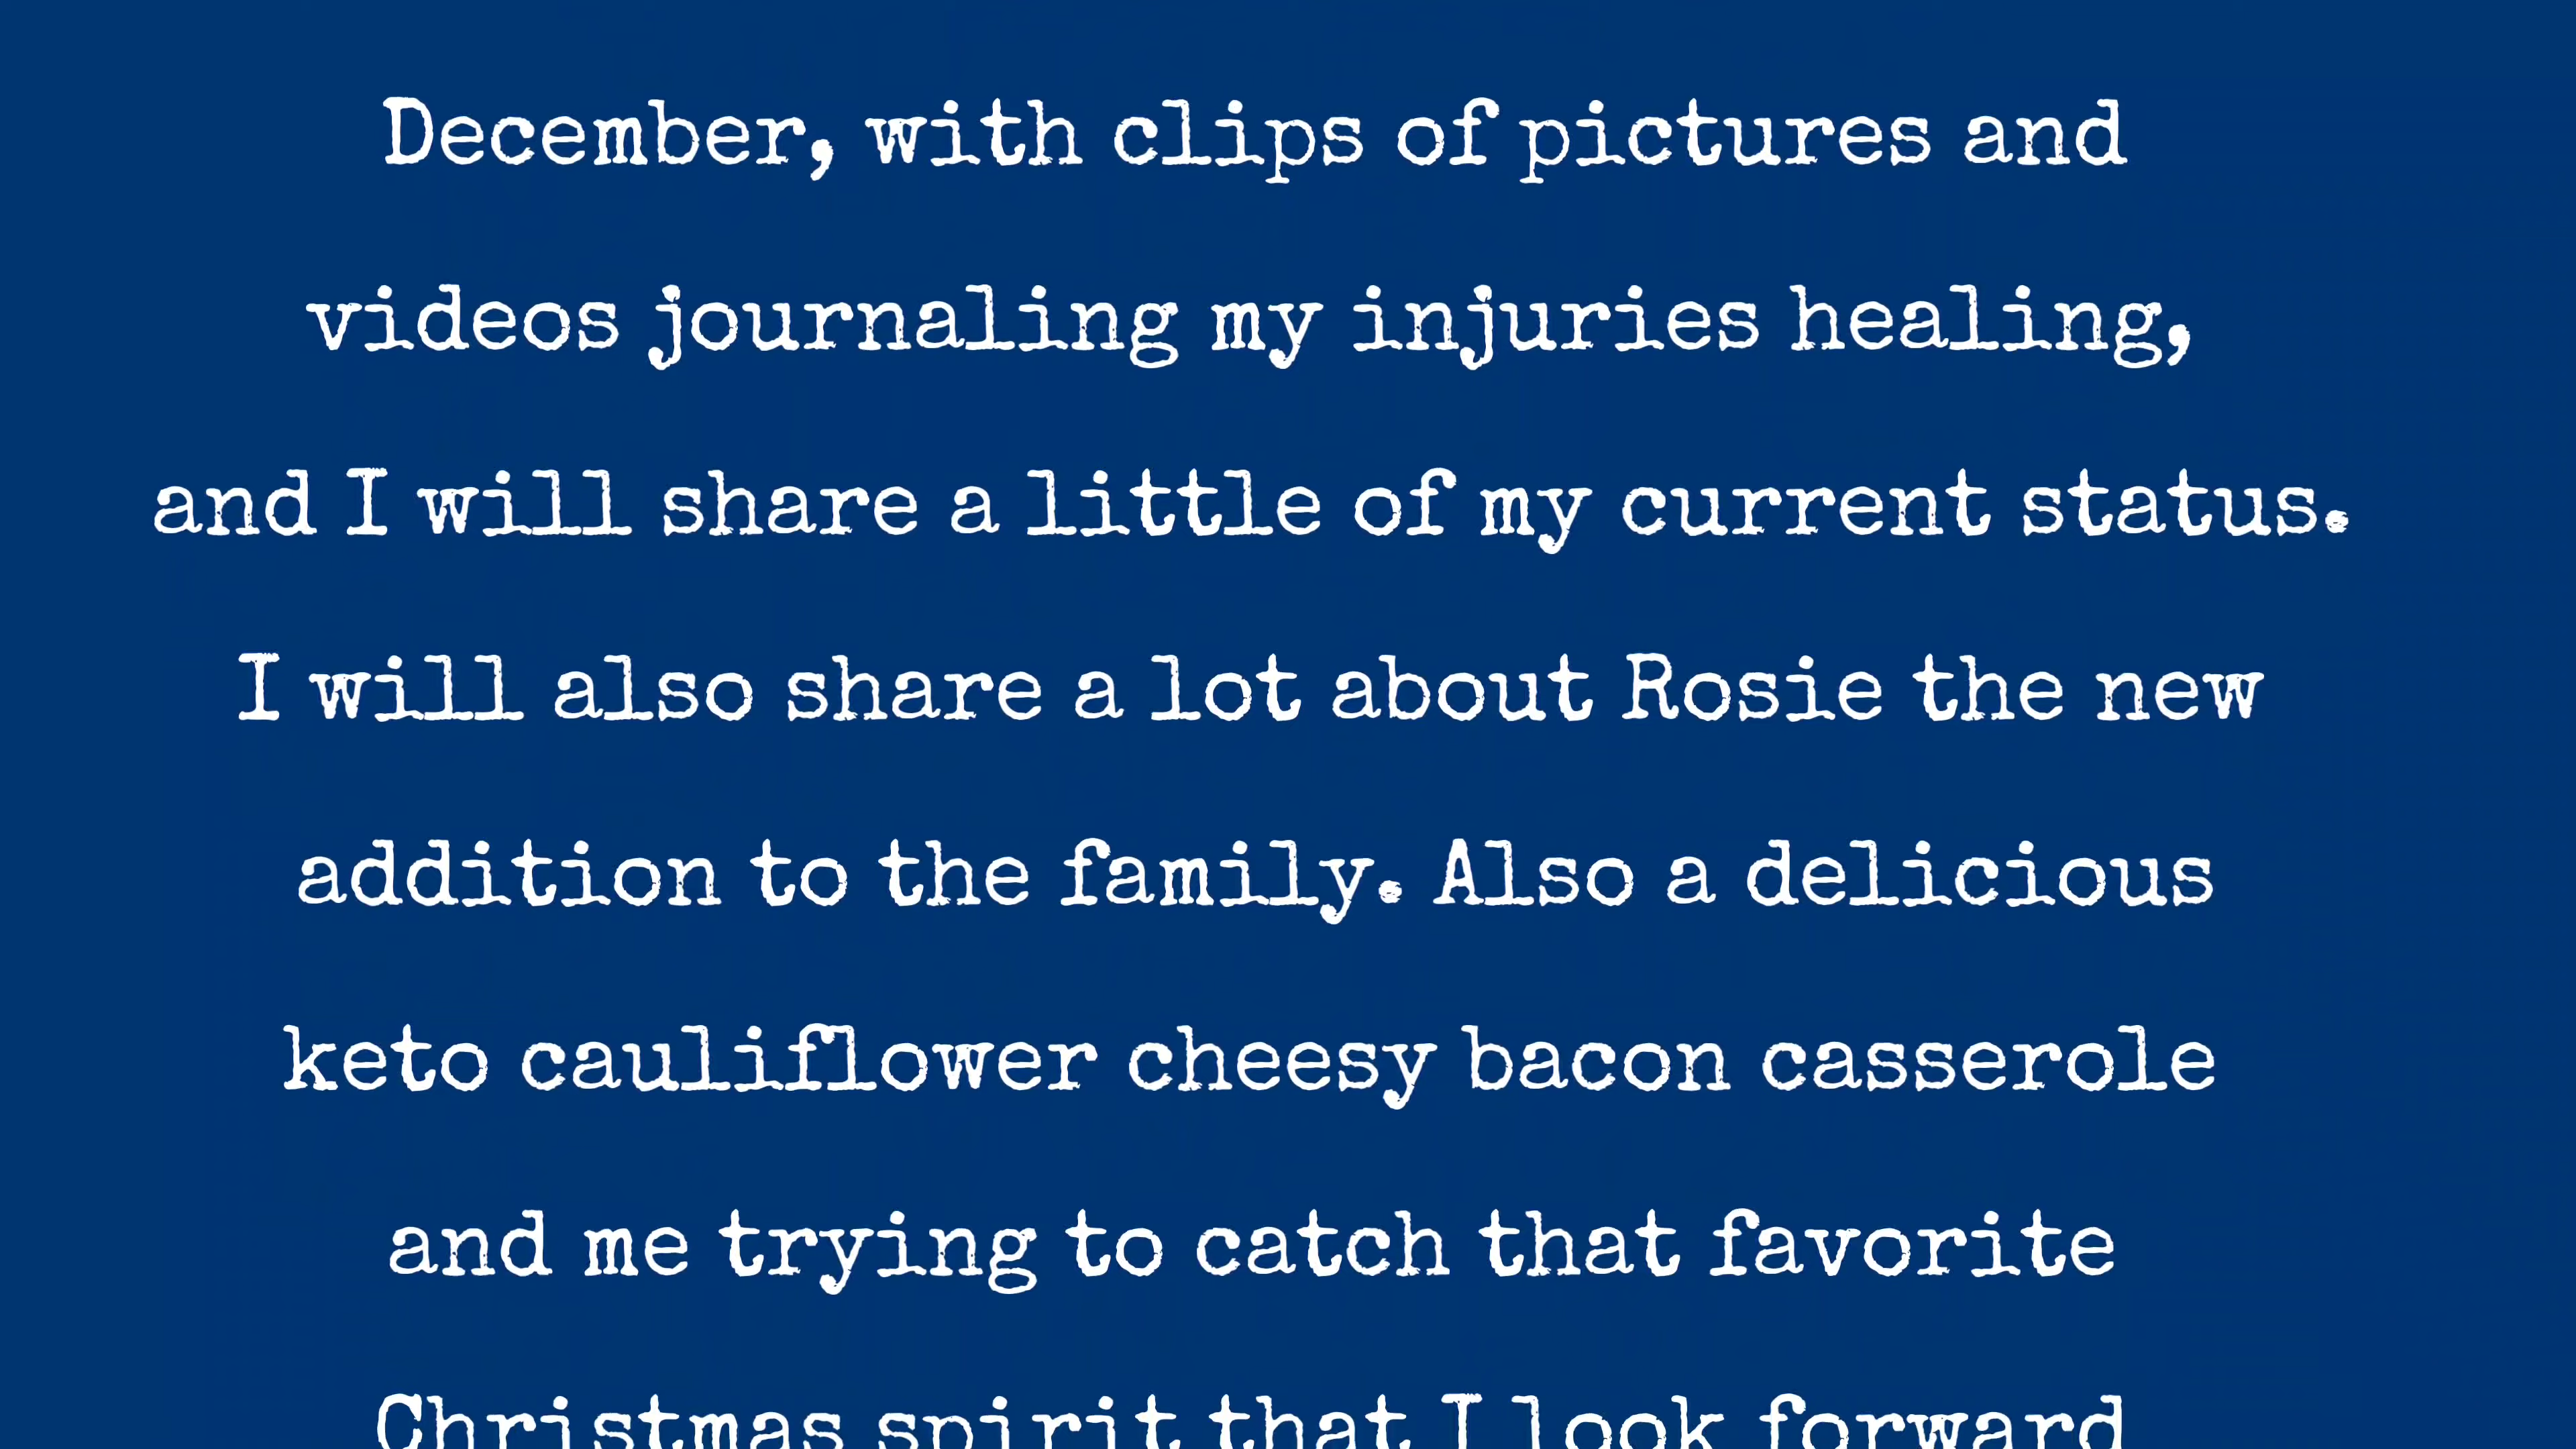 December, with clips of pictures and
videos journaling my injuries healing,
and I will share a little of my current status.
I will also share a lot about Rosie the new
addition to the family. Also a delicious
keto cauliflower cheesy bacon casserole
and me trying to catch that favorite
Christmas spirit that I look forward